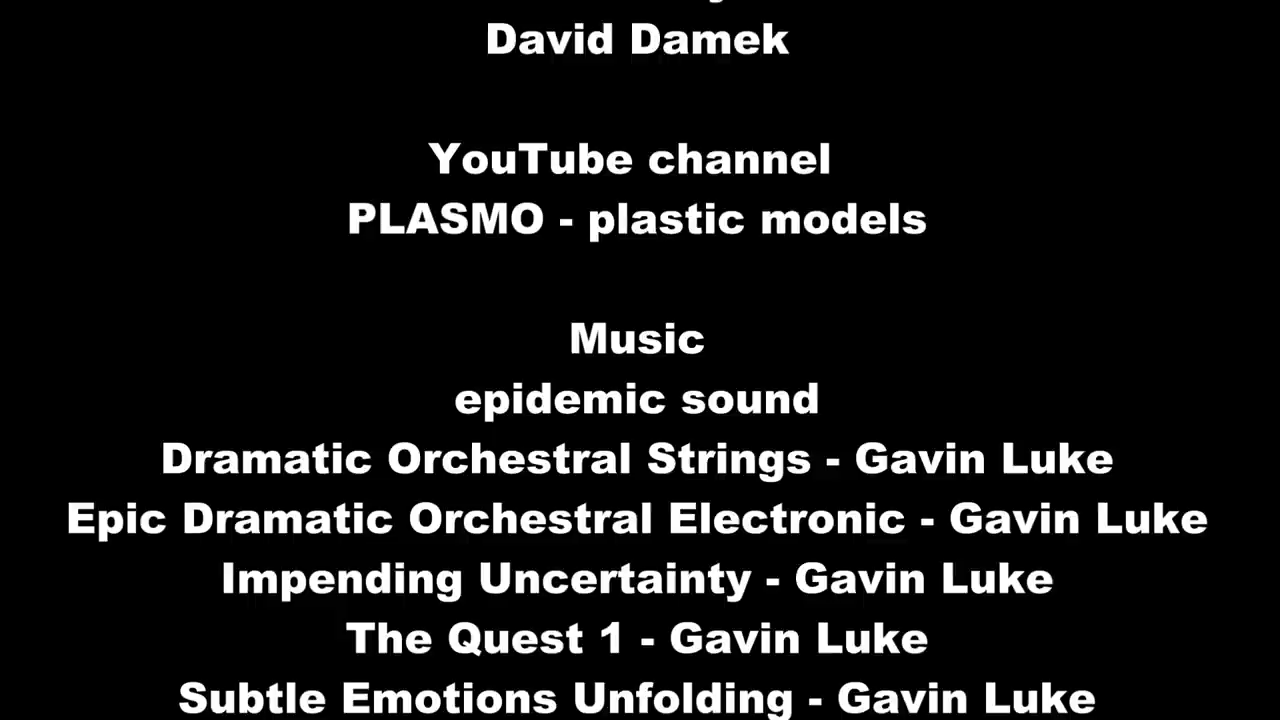 David Damek
YouTube channel
PLASMO - plastic models
Music
epidemic sound
Dramatic Orchestral Strings - Gavin Luke
Epic Dramatic Orchestral Electronic - Gavin Luke
Impending Uncertainty - Gavin Luke
The Quest 1 - Gavin Luke
Subtle Emotions Unfolding - Gavin Luke